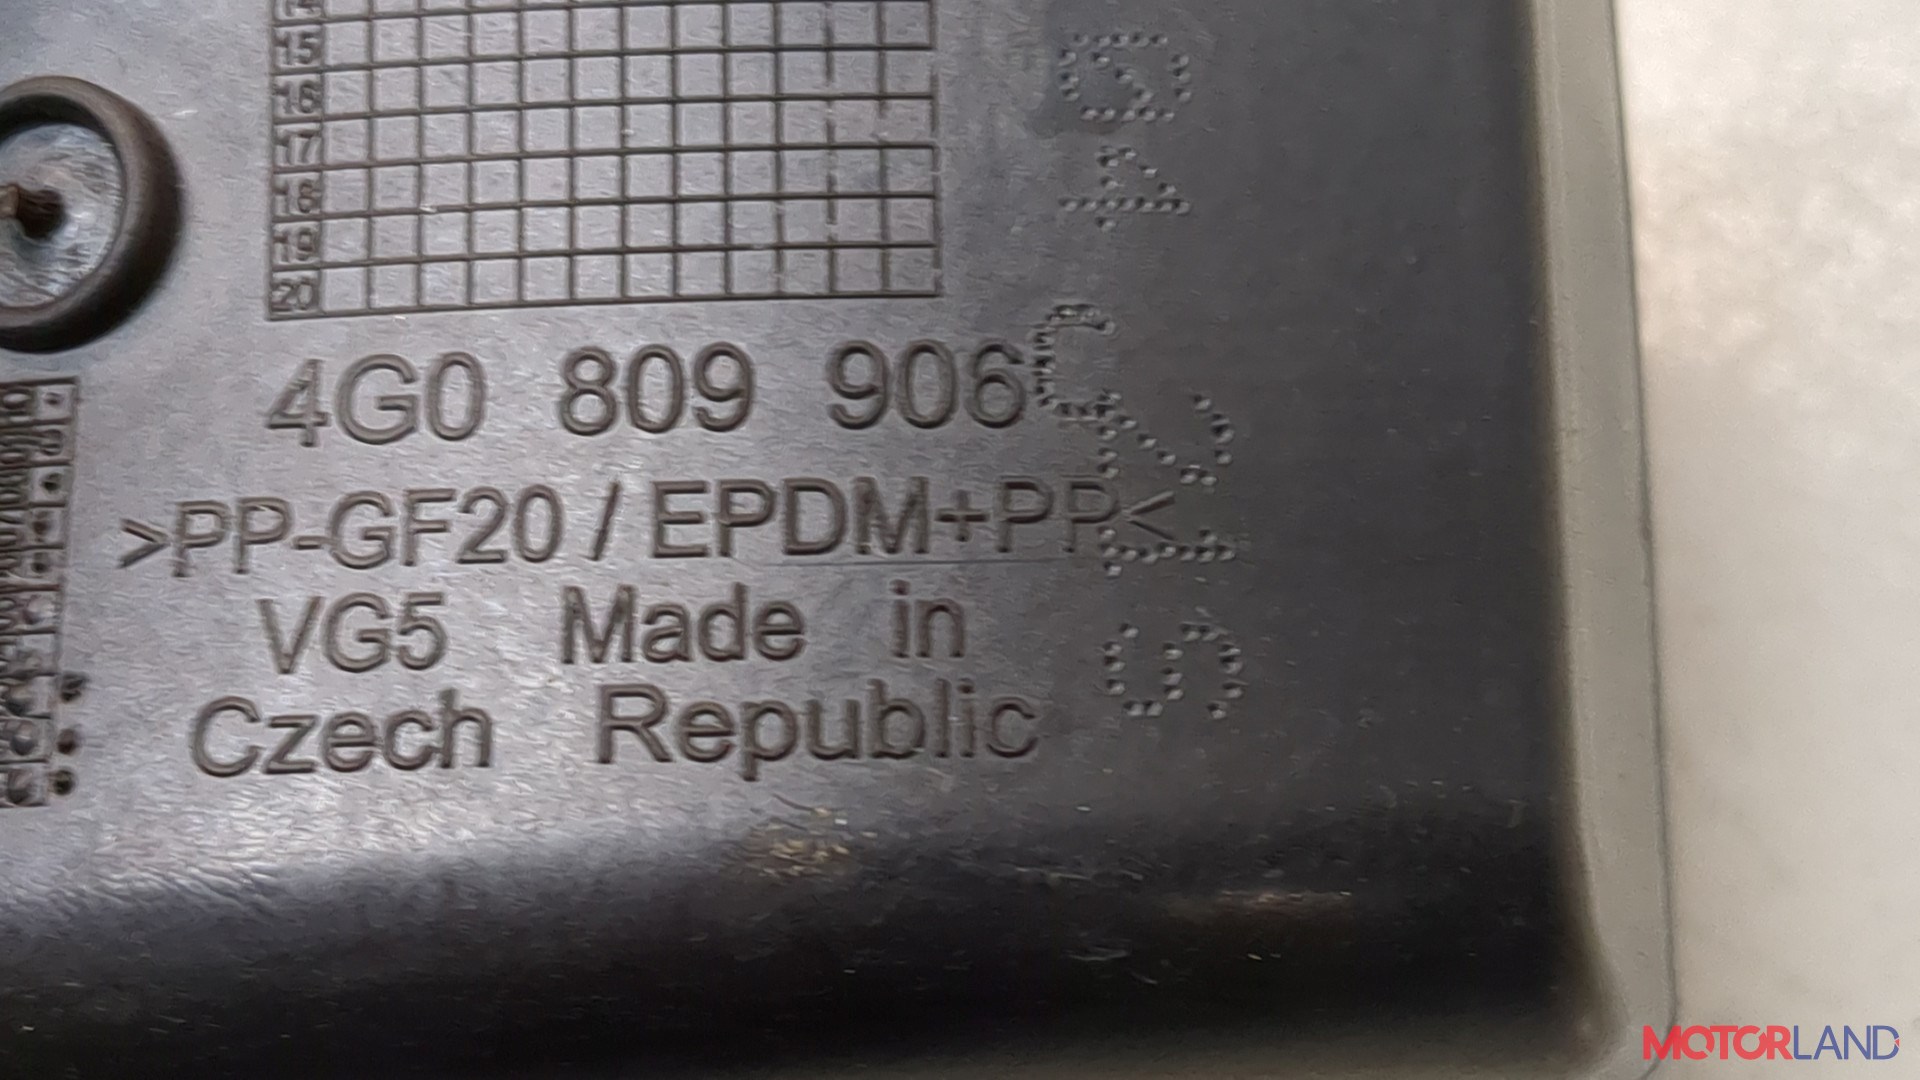 15
16
17
18
19
20
4G0 809 906
>PP-GF20 / EPDM+PP<
VG5 Made in
Czech Republic
MOTORLAND